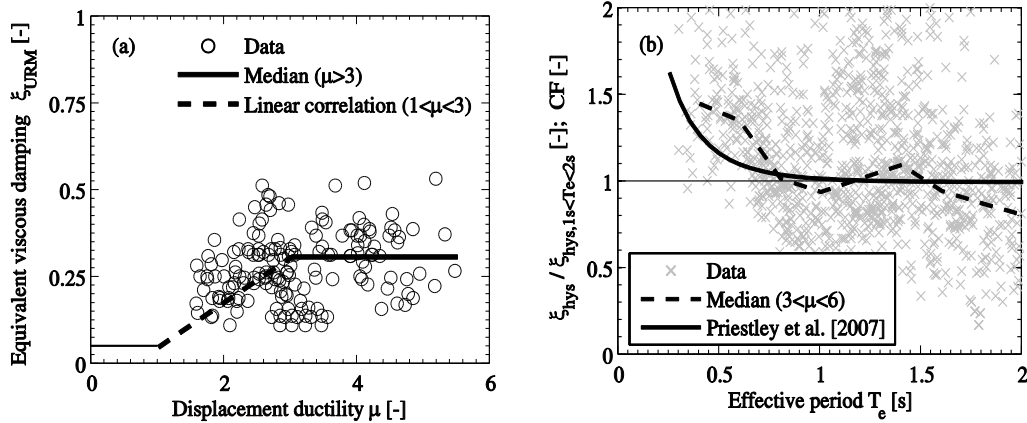 (a)
Data
Median (μ>3)
Linear correlation (1<μ<3)
Equivalent viscous damping ξURM [-]
1
0.75
0.5
0.25
0
0
2
4
6
Displacement ductility μ [-]
(b)
ξhys / ξhys,1s<Te<2s [-]; CF [-]
2
1.5
1
0.5
0
Data
Median (3<μ<6)
Priestley et al. [2007]
0
0.5
1
1.5
2
Effective period Te [s]